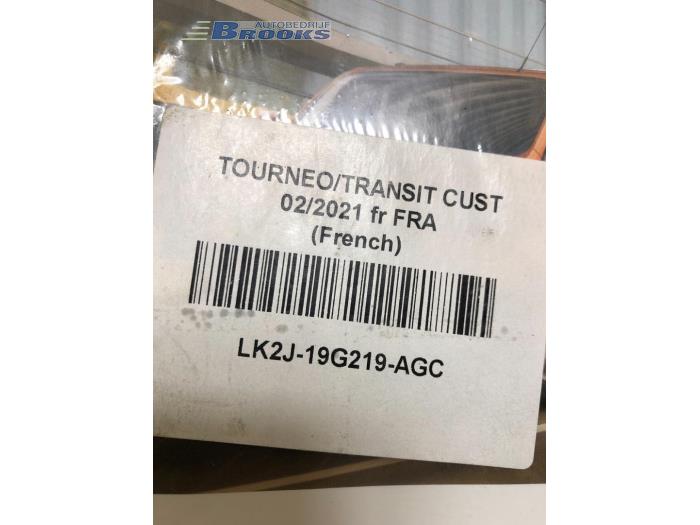 AUTOBEDRIJF
BROOKS
TOURNEO/TRANSIT CUST
02/2021 fr FRA
(French)
LK2J-19G219-AGC